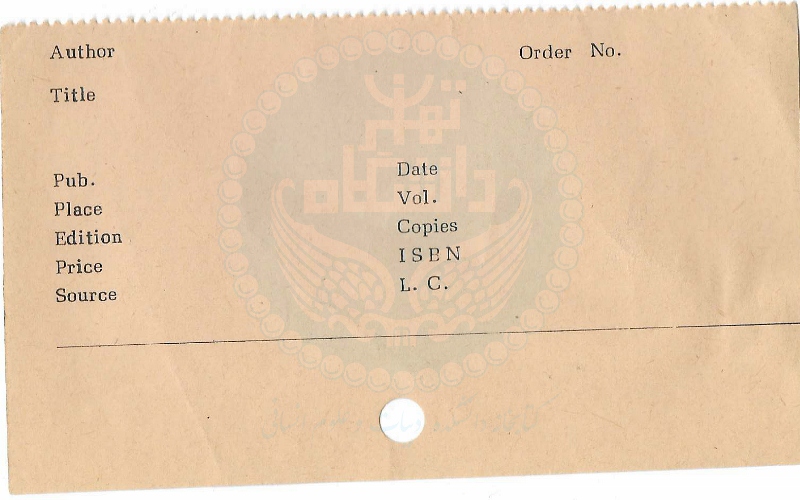 Author Order No.
Title
Pub. Date
Place Vol.
Edition Copies
Price ISBN
Source L. C.
دانشگاه
تهران